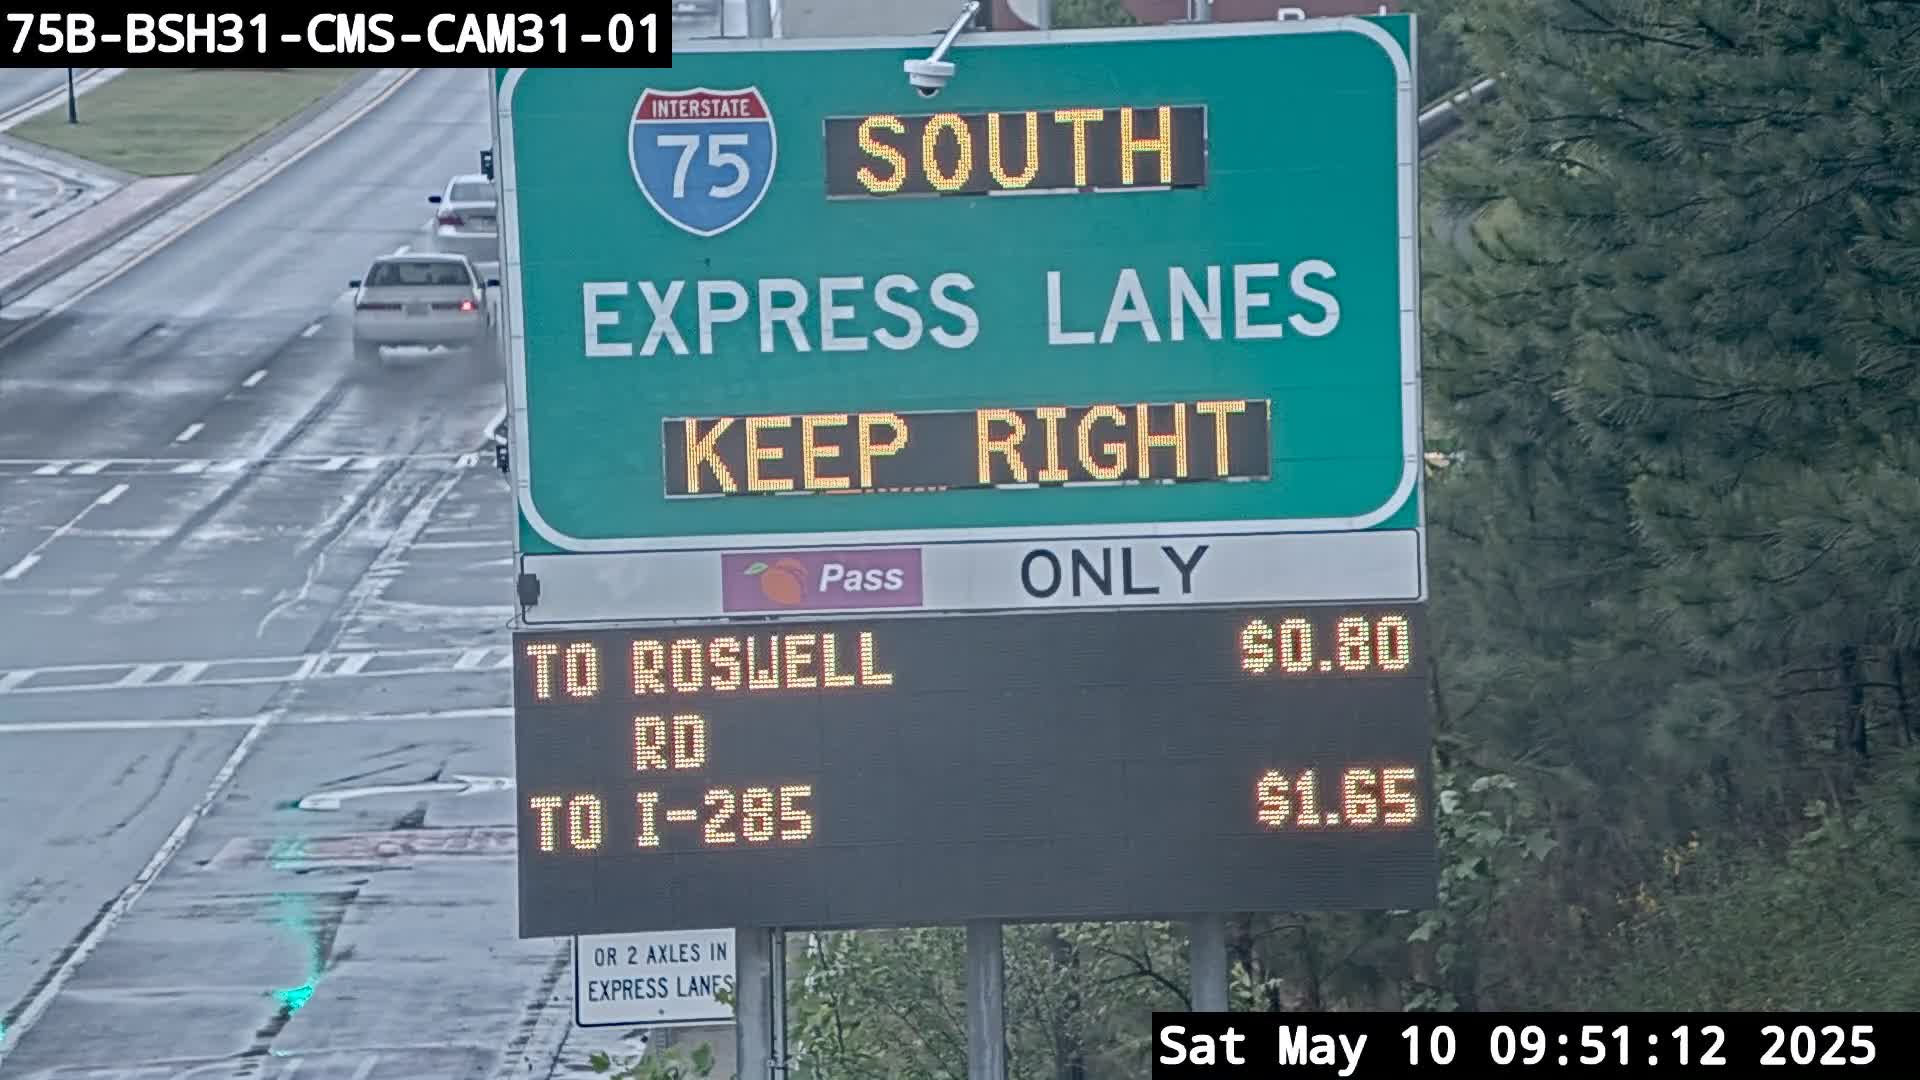 75B-BSH31-CMS-CAM31-01
INTERSTATE
75
SOUTH
EXPRESS LANES
KEEP RIGHT
Pass ONLY
TO ROSWELL $0.80
RD
TO I-285 $1.65
OR 2 AXLES IN
EXPRESS LANES
Sat May 10 09:51:12 2025